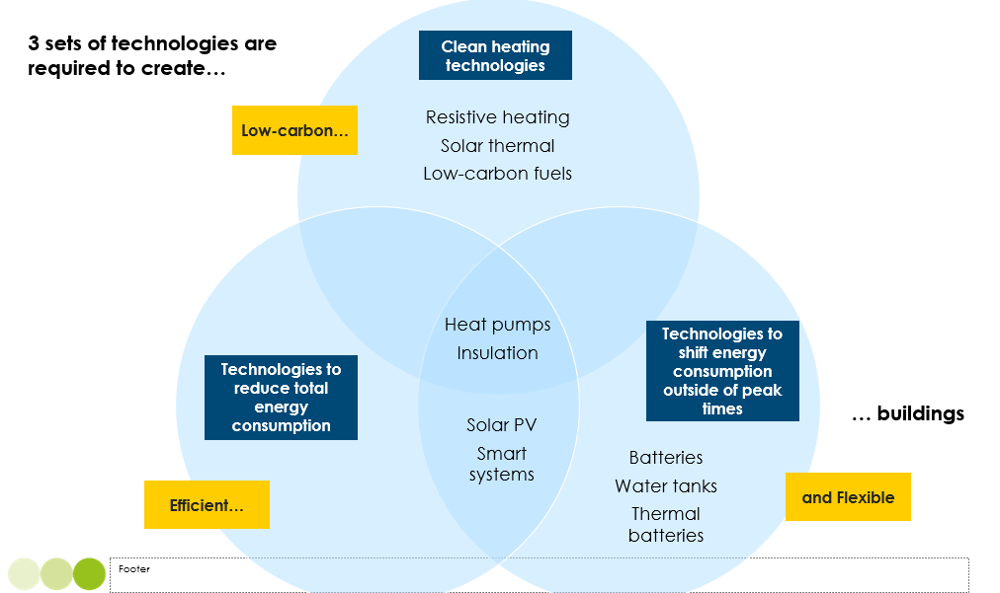 3 sets of technologies are
required to create…
Clean heating
technologies
Low-carbon…
Resistive heating
Solar thermal
Low-carbon fuels
Heat pumps
Insulation
Technologies to
reduce total
energy
consumption
Technologies to
shift energy
consumption
outside of peak
times
… buildings
Solar PV
Smart
systems
Batteries
Water tanks
Thermal
batteries
Efficient…
and Flexible
Footer